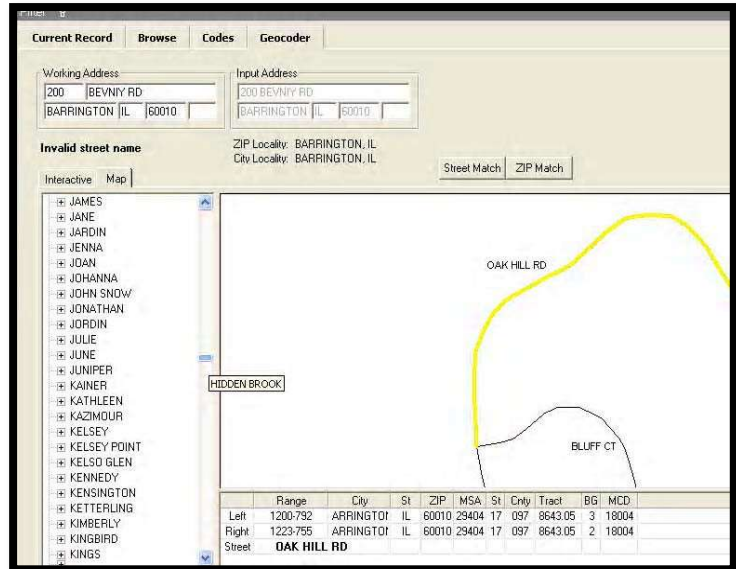 Filter
Current Record Browse Codes Geocoder
Working Address
200 BEVNIY RD
BARRINGTON IL 60010
Input Address
200 BEVNIY RD
BARRINGTON IL 60010
Invalid street name
ZIP Locality: BARRINGTON, IL
City Locality: BARRINGTON, IL
Street Match ZIP Match
Interactive Map
JAMES
JANE
JARDIN
JENNA
JOAN
JOHANNA
JOHN SNOW
JONATHAN
JORDIN
JULIE
JUNE
JUNIPER
KAINER
KATHLEEN
KAZIMOUR
KELSEY
KELSEY POINT
KELSO GLEN
KENNEDY
KENSINGTON
KETTERLING
KIMBERLY
KINGBIRD
KINGS
HIDDEN BROOK
OAK HILL RD
BLUFF CT
Range City St ZIP MSA St Cnty Tract BG MCD
Left 1200-792 ARRINGTON IL 60010 29404 17 097 8643.05 3 18004
Right 1223-755 ARRINGTON IL 60010 29404 17 097 8643.05 2 18004
Street OAK HILL RD